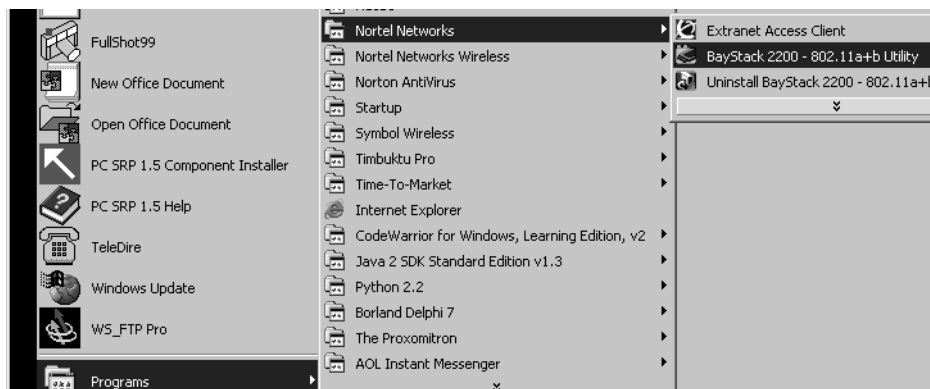 FullShot99
New Office Document
Open Office Document
PC SRP 1.5 Component Installer
PC SRP 1.5 Help
TeleDire
Windows Update
WS_FTP Pro
Programs
Nortel Networks
Nortel Networks Wireless
Norton AntiVirus
Startup
Symbol Wireless
Timbuktu Pro
Time-To-Market
Internet Explorer
CodeWarrior for Windows, Learning Edition, v2
Java 2 SDK Standard Edition v1.3
Python 2.2
Borland Delphi 7
The Proxomitron
AOL Instant Messenger
Extranet Access Client
BayStack 2200 - 802.11a+b Utility
Uninstall BayStack 2200 - 802.11a+b